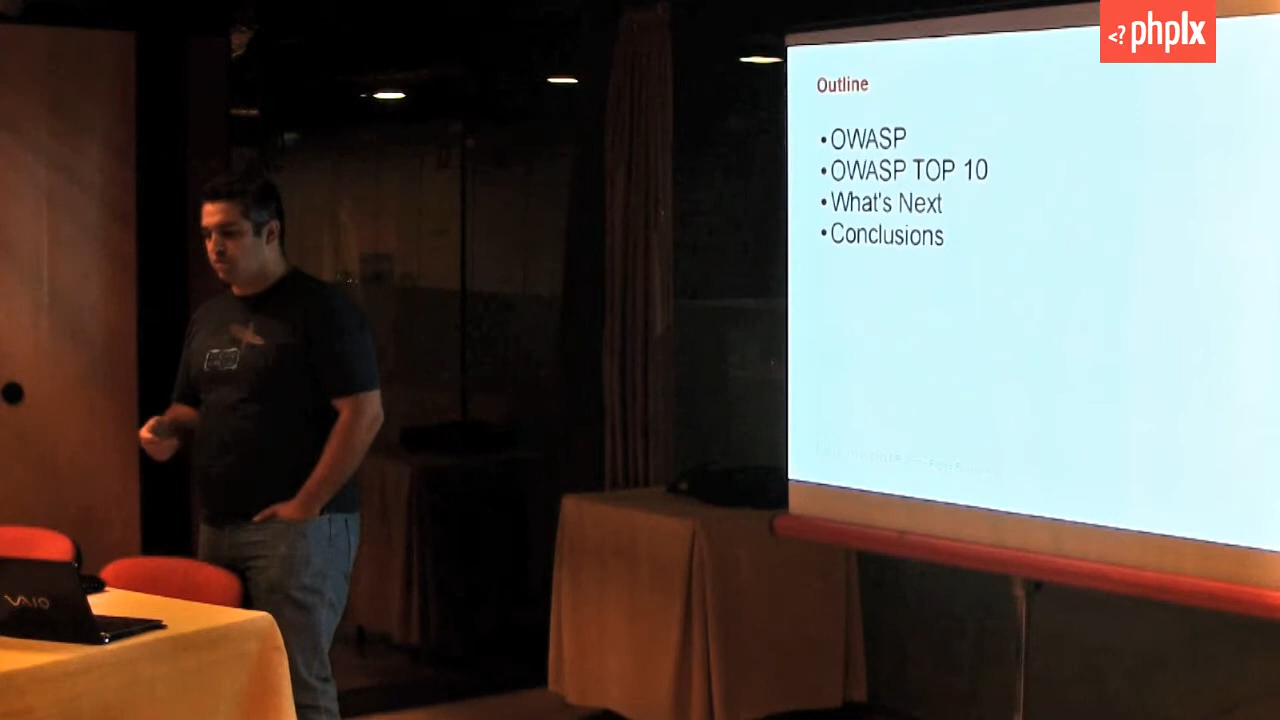 <? phplx
Outline
•OWASP
•OWASP TOP 10
•What's Next
•Conclusions
VAIO